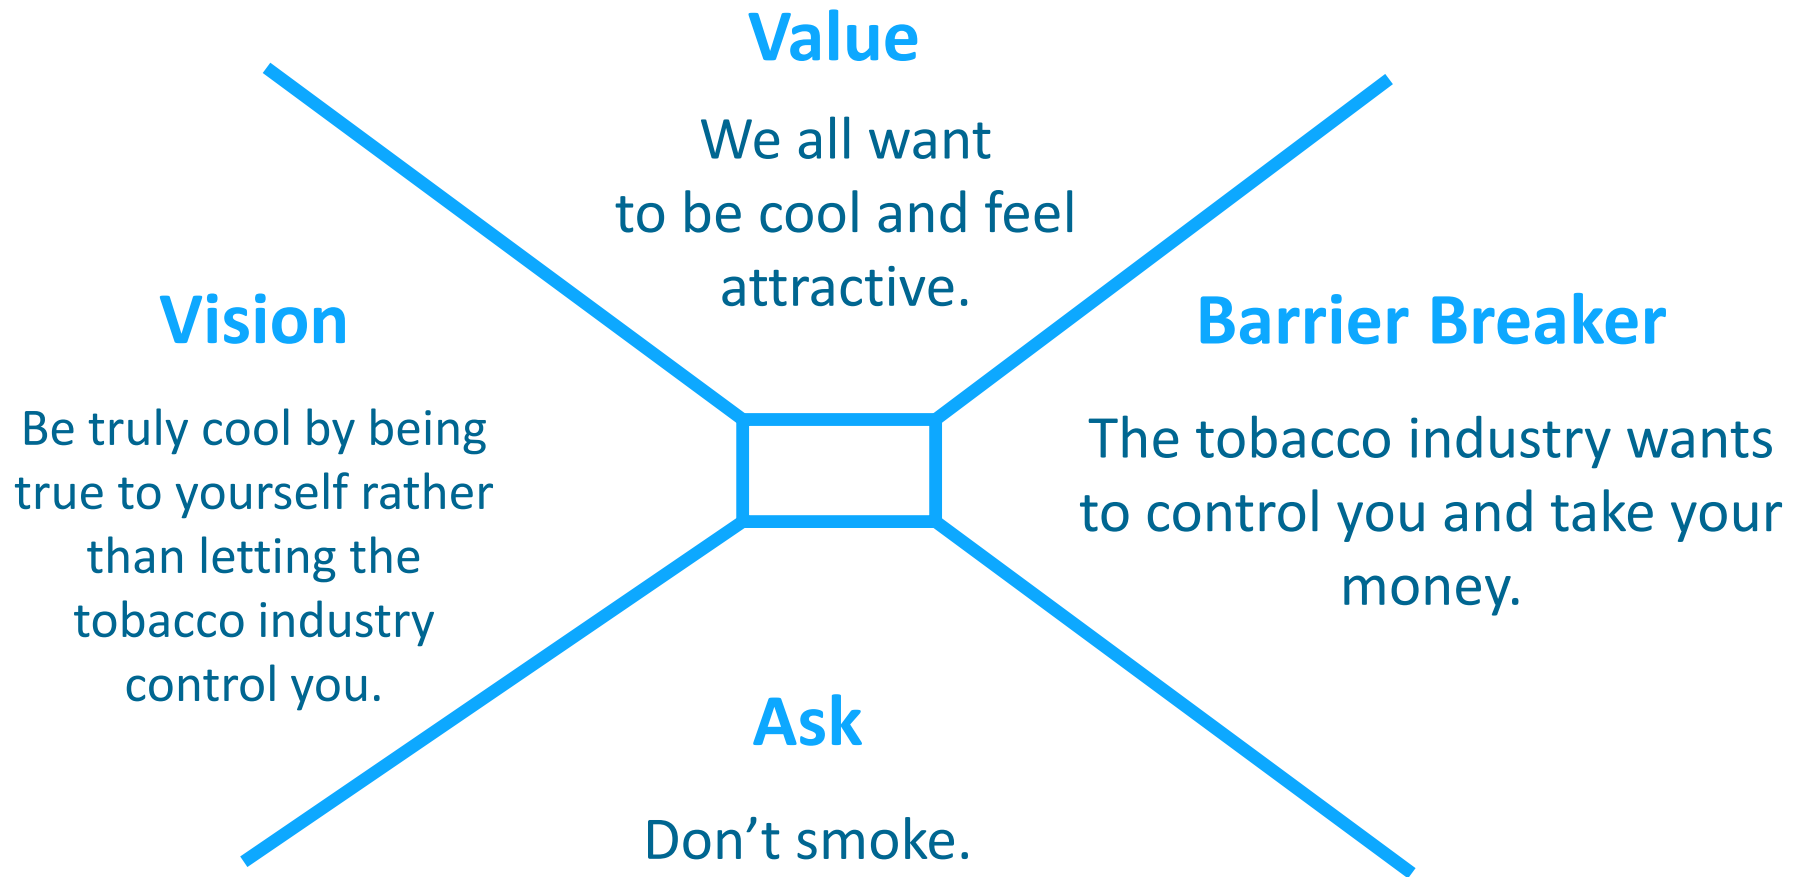 Value
We all want
to be cool and feel
attractive.
Vision
Be truly cool by being
true to yourself rather
than letting the
tobacco industry
control you.
Barrier Breaker
The tobacco industry wants
to control you and take your
money.
Ask
Don’t smoke.